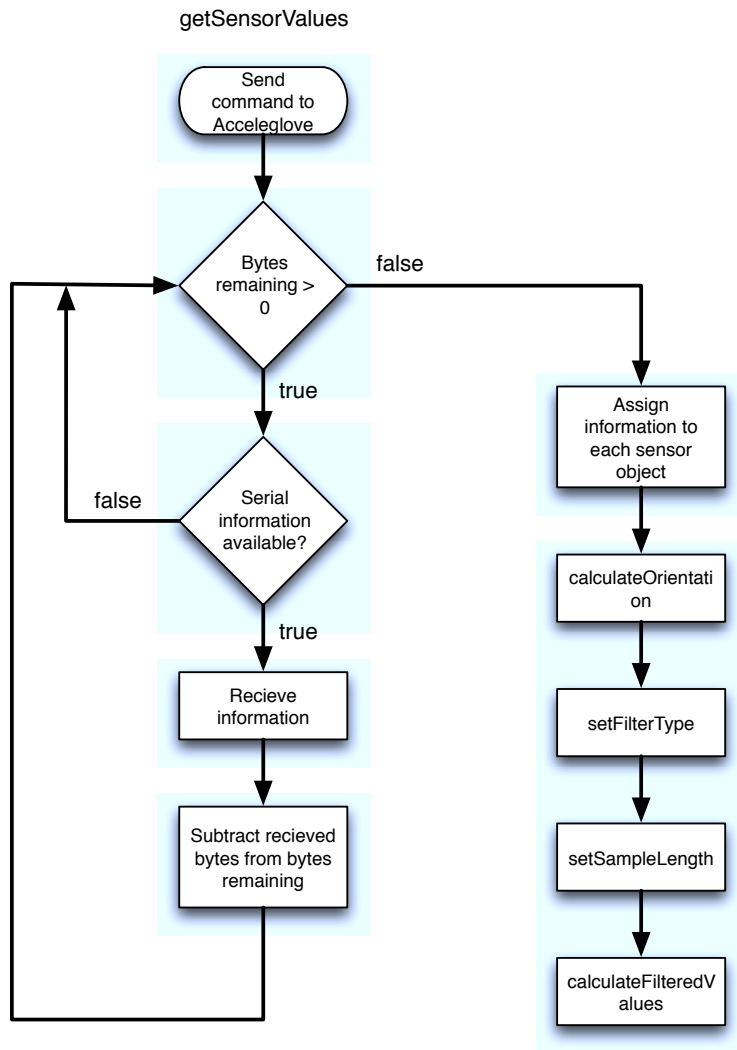 getSensorValues
Send
command to
Acceleglove
Bytes
remaining >
0
false
true
Assign
information to
each sensor
object
Serial
information
available?
false
true
calculateOrientati
on
Recieve
information
setFilterType
Subtract recieved
bytes from bytes
remaining
setSampleLength
calculateFilteredV
alues